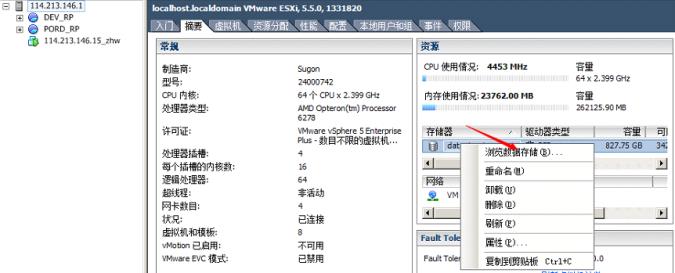 114.213.146.1
DEV_RP
PORD_RP
114.213.146.15_zhw
localhost.localdomain VMware ESXi, 5.5.0, 1331820
入门 摘要 虚拟机 资源分配 性能 配置 本地用户和组 事件 权限
常规
制造商: Sugon
型号: 24000742
CPU 内核: 64 个 CPU x 2.399 GHz
处理器类型: AMD Opteron(tm) Processor
6278
许可证: VMware vSphere 5 Enterprise
Plus - 数目不限的虚拟机...
处理器插槽: 4
每个插槽的内核数: 16
逻辑处理器: 64
超线程: 非活动
网卡数目: 4
状况: 已连接
虚拟机和模板: 8
vMotion 已启用: 不可用
VMware EVC 模式: 已禁用
资源
CPU 使用情况: 4453 MHz 容量
64 x 2.399 GHz
内存使用情况: 23762.00 MB 容量
262125.90 MB
存储器 驱动器类型 容量
827.75 GB 342
浏览数据存储(B)...
重命名(M)
卸载(U)
删除(D)
刷新(R)
属性(P)...
复制到剪贴板 Ctrl+C
网络
VM
Fault Toler
Fault Toler